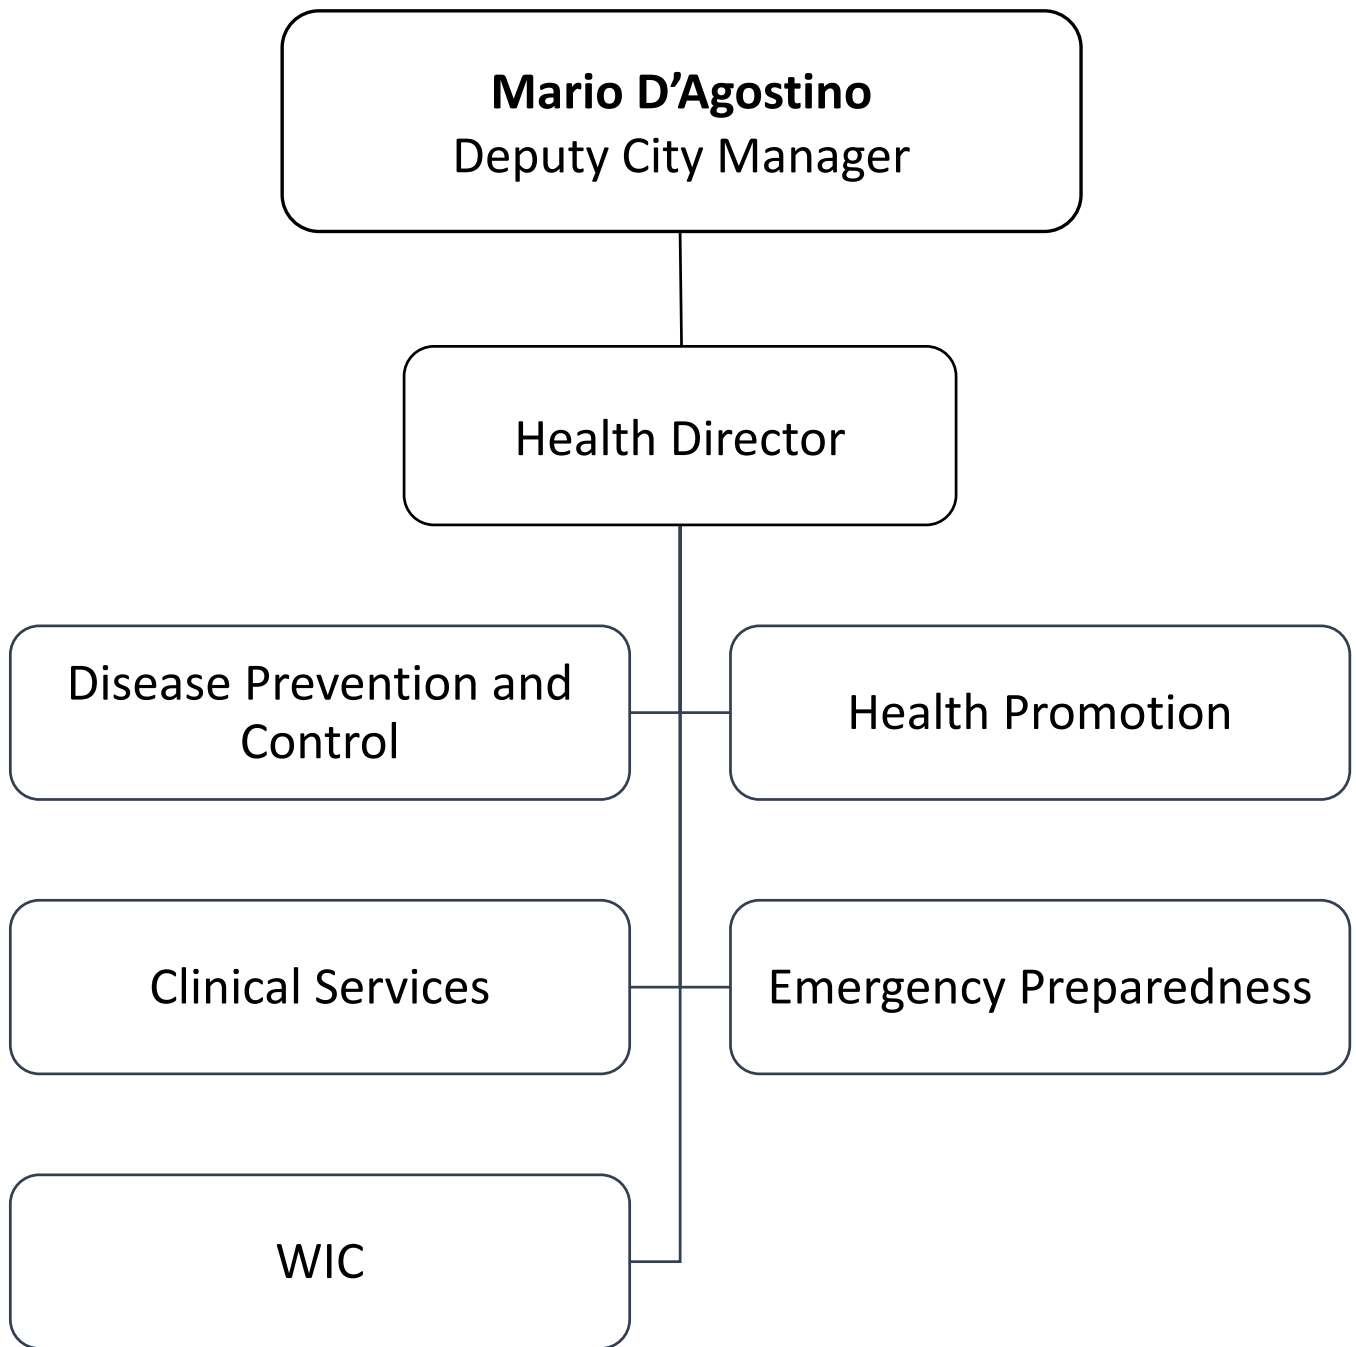 Mario D’Agostino
Deputy City Manager
Health Director
Disease Prevention and
Control
Health Promotion
Clinical Services
Emergency Preparedness
WIC